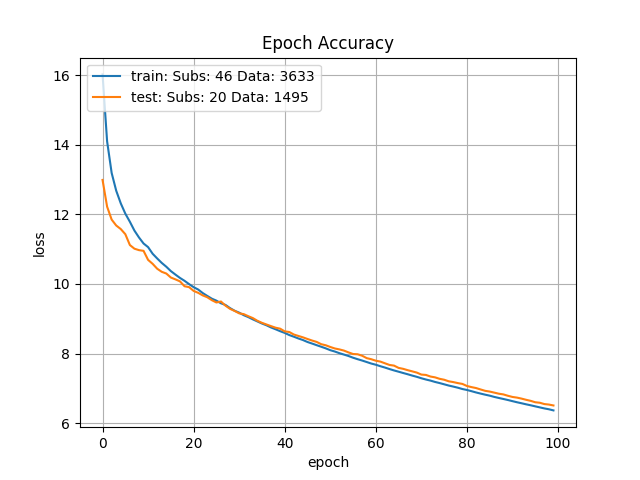 Epoch Accuracy
train: Subs: 46 Data: 3633
test: Subs: 20 Data: 1495
16
14
12
10
8
6
loss
0 20 40 60 80 100
epoch